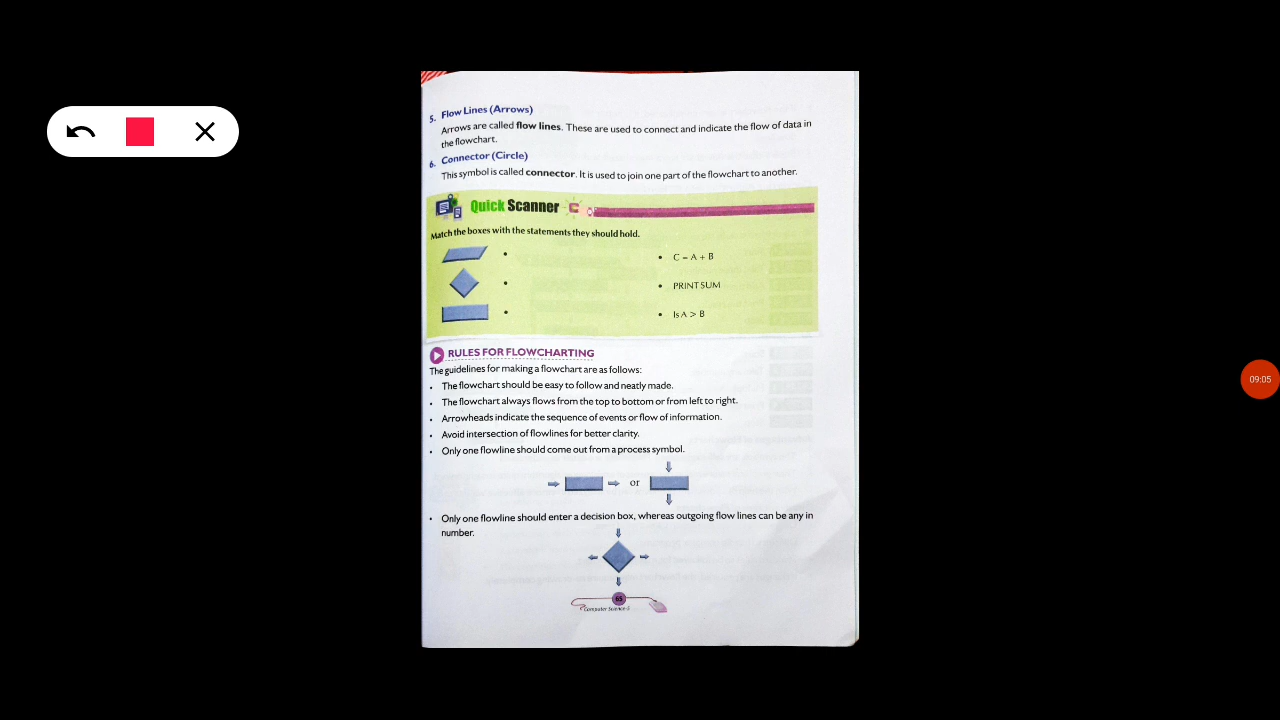 5. Flow Lines (Arrows)
Arrows are called flow lines. These are used to connect and indicate the flow of data in
the flowchart.
6. Connector (Circle)
This symbol is called connector. It is used to join one part of the flowchart to another.
Quick Scanner
Match the boxes with the statements they should hold.
• • C = A + B
• • PRINT SUM
• • Is A > B
RULES FOR FLOWCHARTING
The guidelines for making a flowchart are as follows:
• The flowchart should be easy to follow and neatly made.
• The flowchart always flows from the top to bottom or from left to right.
• Arrowheads indicate the sequence of events or flow of information.
• Avoid intersection of flowlines for better clarity.
• Only one flowline should come out from a process symbol.
or
• Only one flowline should enter a decision box, whereas outgoing flow lines can be any in
number.
65
09:05